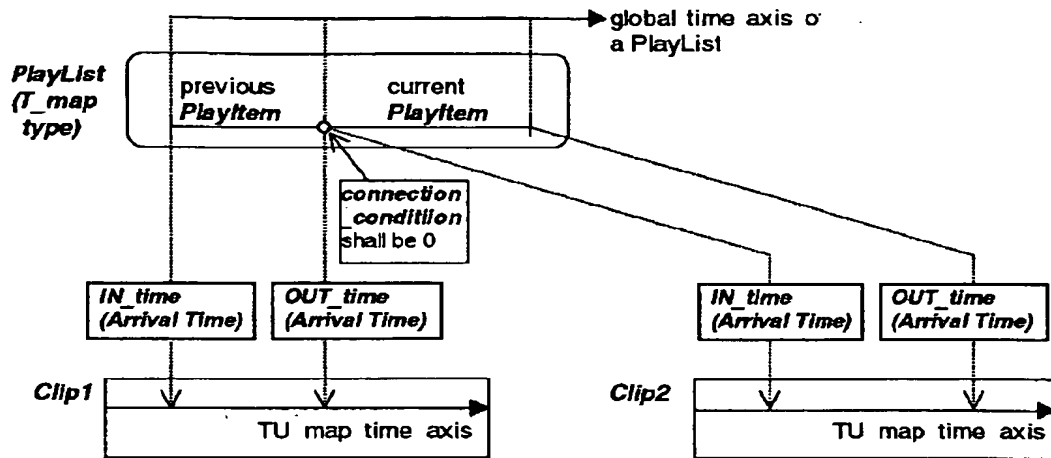 global time axis o
a PlayList
PlayList
(T_map
type)
previous
PlayItem
current
PlayItem
connection
_condition
shall be 0
IN_time
(Arrival Time)
OUT_time
(Arrival Time)
IN_time
(Arrival Time)
OUT_time
(Arrival Time)
Clip1
TU map time axis
Clip2
TU map time axis